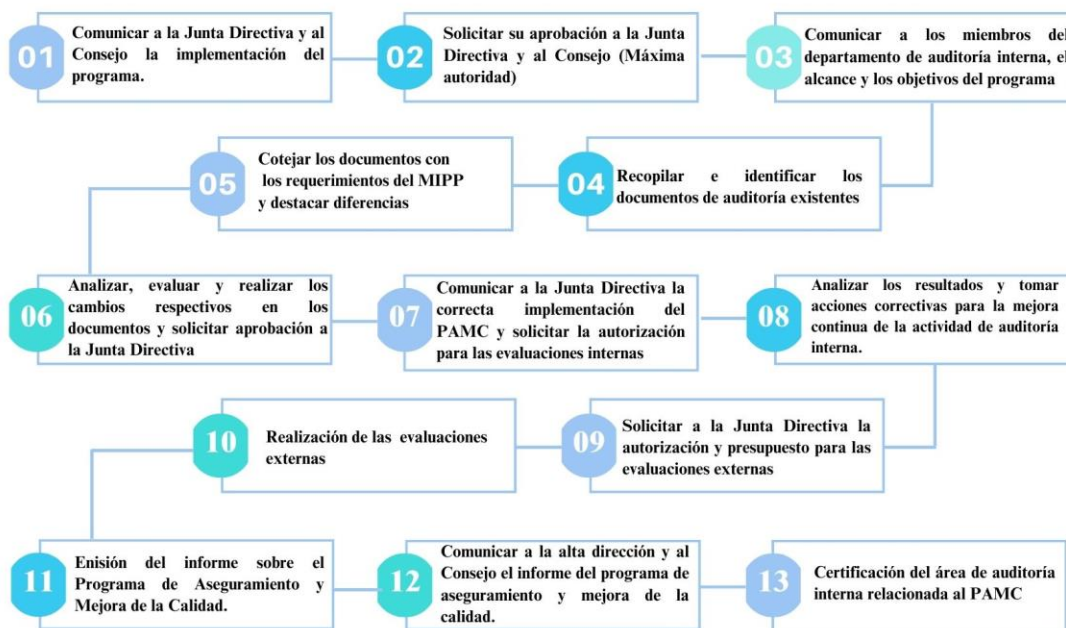 01
Comunicar a la Junta Directiva y al
Consejo la implementación del
programa.
02
Solicitar su aprobación a la Junta
Directiva y al Consejo (Máxima
autoridad)
03
Comunicar a los miembros del
departamento de auditoría interna, el
alcance y los objetivos del programa
04
Recopilar e identificar los
documentos de auditoría existentes
05
Cotejar los documentos con
los requerimientos del MIPP
y destacar diferencias
06
Analizar, evaluar y realizar los
cambios respectivos en los
documentos y solicitar aprobación a
la Junta Directiva
07
Comunicar a la Junta Directiva la
correcta implementación del
PAMC y solicitar la autorización
para las evaluaciones internas
08
Analizar los resultados y tomar
acciones correctivas para la mejora
continua de la actividad de auditoría
interna.
09
Solicitar a la Junta Directiva la
autorización y presupuesto para las
evaluaciones externas
10
Realización de las evaluaciones
externas
11
Enisión del informe sobre el
Programa de Aseguramiento y
Mejora de la Calidad.
12
Comunicar a la alta dirección y al
Consejo el informe del programa de
aseguramiento y mejora de la
calidad.
13
Certificación del área de auditoría
interna relacionada al PAMC